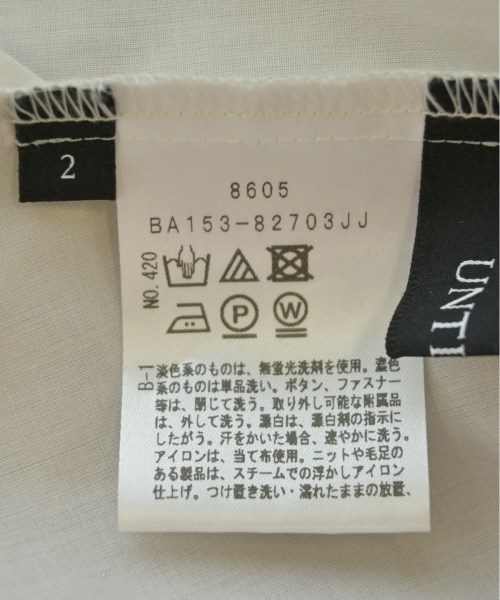 2
8605
BA153-82703JJ
NO. 420
P
W
UNTI
B-1
淡色系のものは、無蛍光洗剤を使用。濃色
系のものは単品洗い。ボタン、ファスナー
等は、閉じて洗う。取り外し可能な附属品
は、外して洗う。漂白は、漂白剤の指示に
したがう。汗をかいた場合、速やかに洗う。
アイロンは、当て布使用。ニットや毛足の
ある製品は、スチームでの浮かしアイロン
仕上げ。つけ置き洗い・濡れたままの放置、